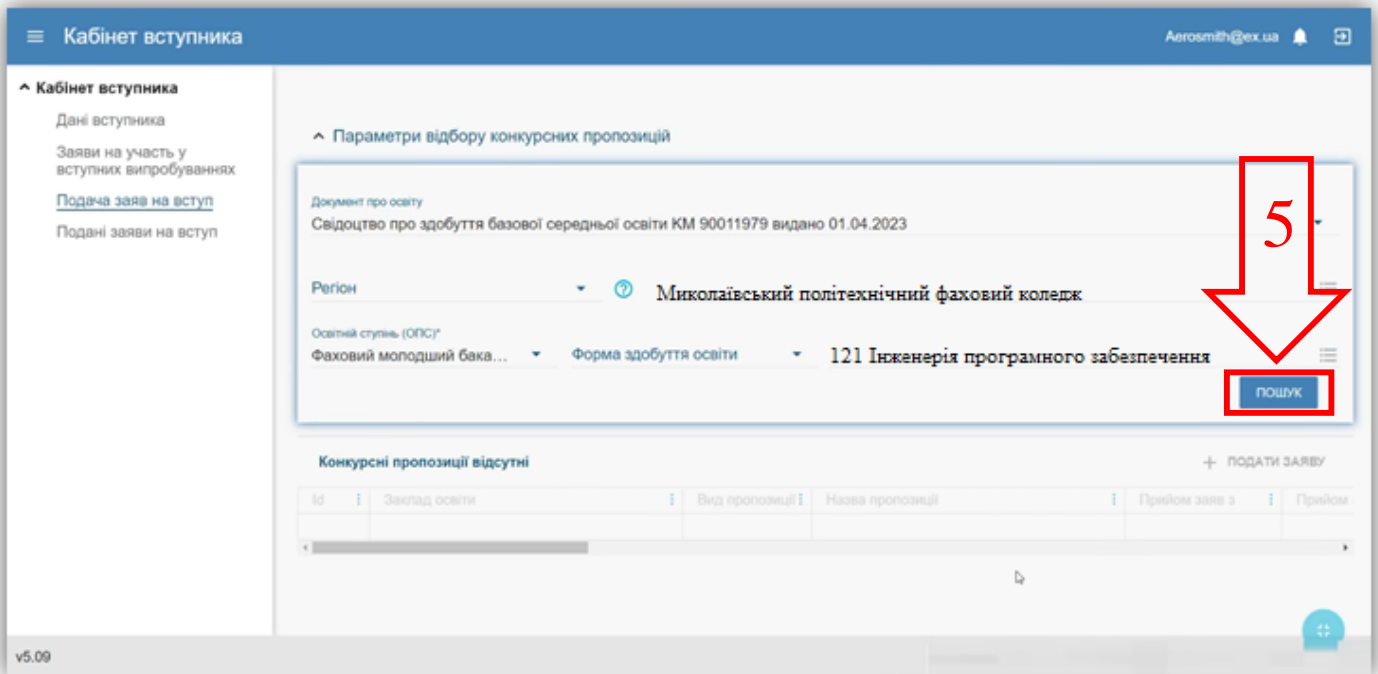 Кабінет вступника
Aerosmith@ex.ua
Кабінет вступника
Дані вступника
Заяви на участь у
вступних випробуваннях
Подача заяв на вступ
Подані заяви на вступ
Параметри відбору конкурсних пропозицій
Документ про освіту
Свідоцтво про здобуття базової середньої освіти КМ 90011979 видано 01.04.2023
5
Регіон
Миколаївський політехнічний фаховий коледж
Освітній ступінь (ОПС)*
Фаховий молодший бака... Форма здобуття освіти 121 Інженерія програмного забезпечення
ПОШУК
Конкурсні пропозиції відсутні
+ ПОДАТИ ЗАЯВУ
Id Заклад освіти Вид пропозиції Назва пропозиції Прийом заяв з Прийом
v5.09